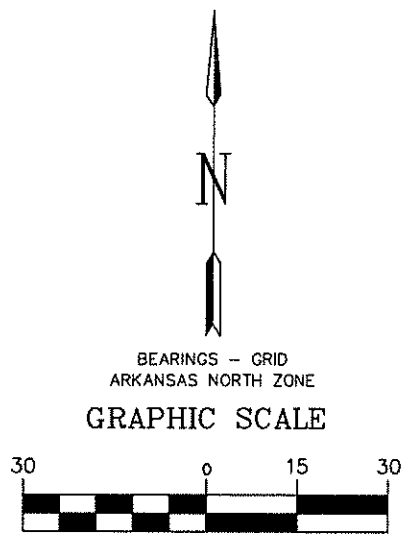 N
BEARINGS – GRID
ARKANSAS NORTH ZONE
GRAPHIC SCALE
30 0 15 30